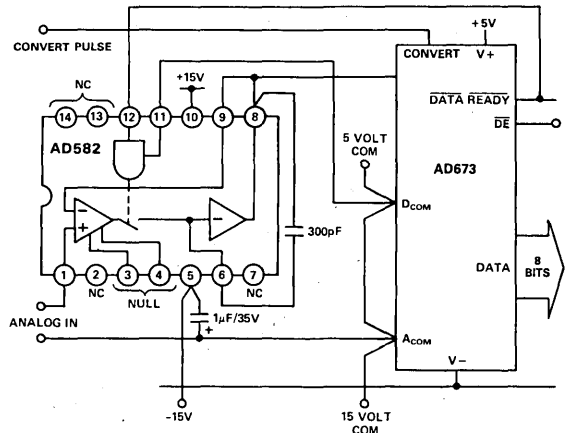 CONVERT PULSE
NC
+15V
+5V
CONVERT V+
14 13 12 11 10 9 8
AD582
DATA READY
DE
5 VOLT
COM
AD673
DCOM
300pF
DATA
8
BITS
1 2 3 4 5 6 7
NC
NULL
NC
ANALOG IN
1µF/35V
+
ACOM
V−
−15V
15 VOLT
COM